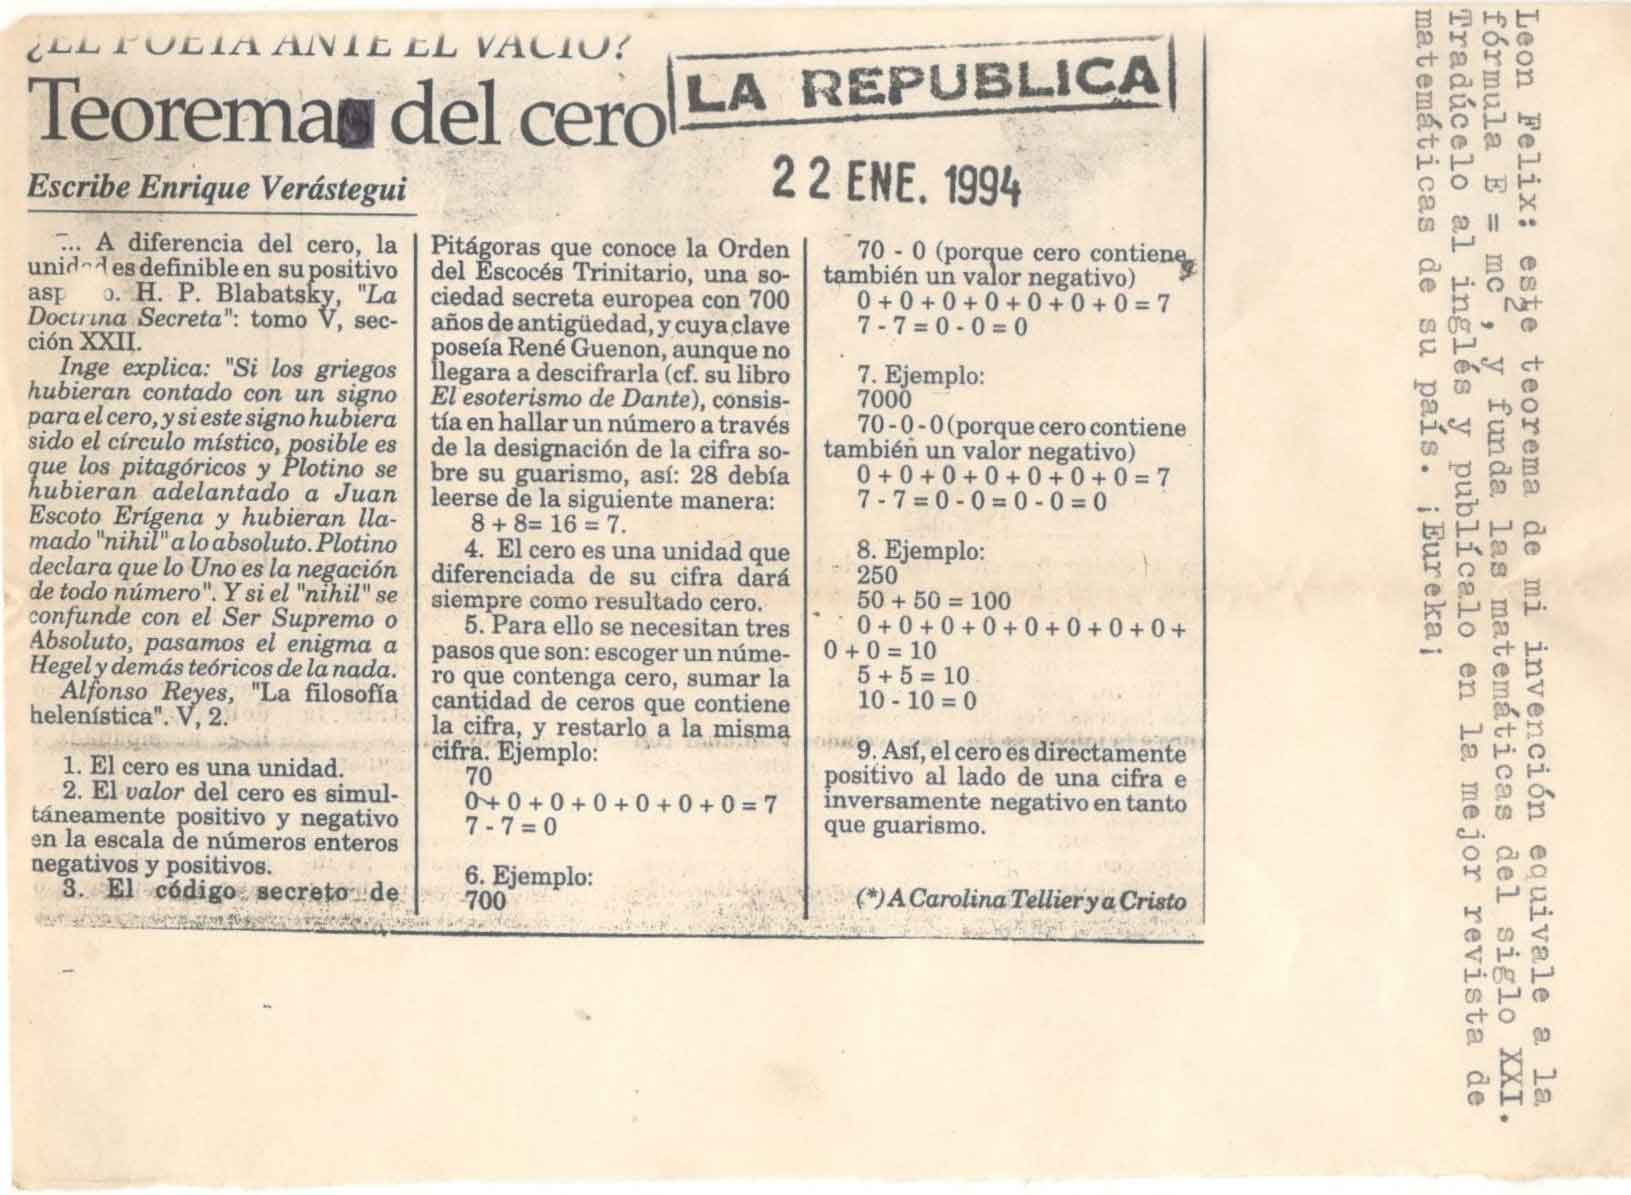 ¿EL POETA ANTE EL VACIO?
Teorema del cero
LA REPUBLICA
22 ENE. 1994
Escribe Enrique Verástegui
... A diferencia del cero, la
es definible en su positivo
H. P. Blabatsky, "La
Doctrina Secreta": tomo V, sec-
ción XXII.
Inge explica: "Si los griegos
hubieran contado con un signo
para el cero, y si este signo hubiera
sido el círculo místico, posible es
que los pitagóricos y Plotino se
hubieran adelantado a Juan
Escoto Erígena y hubieran lla-
mado "nihil" a lo absoluto. Plotino
declara que lo Uno es la negación
de todo número". Y si el "nihil" se
confunde con el Ser Supremo o
Absoluto, pasamos el enigma a
Hegel y demás teóricos de la nada.
Alfonso Reyes, "La filosofía
helenística". V, 2.
1. El cero es una unidad.
2. El valor del cero es simul-
táneamente positivo y negativo
en la escala de números enteros
negativos y positivos.
3. El código secreto de
Pitágoras que conoce la Orden
del Escocés Trinitario, una so-
ciedad secreta europea con 700
años de antigüedad, y cuya clave
poseía René Guenon, aunque no
llegara a descifrarla (cf. su libro
El esoterismo de Dante), consis-
tía en hallar un número a través
de la designación de la cifra so-
bre su guarismo, así: 28 debía
leerse de la siguiente manera:
8 + 8= 16 = 7.
4. El cero es una unidad que
diferenciada de su cifra dará
siempre como resultado cero.
5. Para ello se necesitan tres
pasos que son: escoger un núme-
ro que contenga cero, sumar la
cantidad de ceros que contiene
la cifra, y restarlo a la misma
cifra. Ejemplo:
70
0 + 0 + 0 + 0 + 0 + 0 + 0 = 7
7 - 7 = 0
6. Ejemplo:
700
70 - 0 (porque cero contiene
también un valor negativo)
0 + 0 + 0 + 0 + 0 + 0 + 0 = 7
7 - 7 = 0 - 0 = 0
7. Ejemplo:
7000
70 - 0 - 0 (porque cero contiene
también un valor negativo)
0 + 0 + 0 + 0 + 0 + 0 + 0 = 7
7 - 7 = 0 - 0 = 0 - 0 = 0
8. Ejemplo:
250
50 + 50 = 100
0 + 0 + 0 + 0 + 0 + 0 + 0 + 0 +
0 + 0 = 10
5 + 5 = 10
10 - 10 = 0
9. Así, el cero es directamente
positivo al lado de una cifra e
inversamente negativo en tanto
que guarismo.
(*) A Carolina Tellier y a Cristo
Leon Felix: este teorema de mi invención equivale a la
fórmula E = mc², y funda las matemáticas del siglo XXI.
Tradúcelo al inglés y publícalo en la mejor revista de
matemáticas de su país. ¡Eureka¡